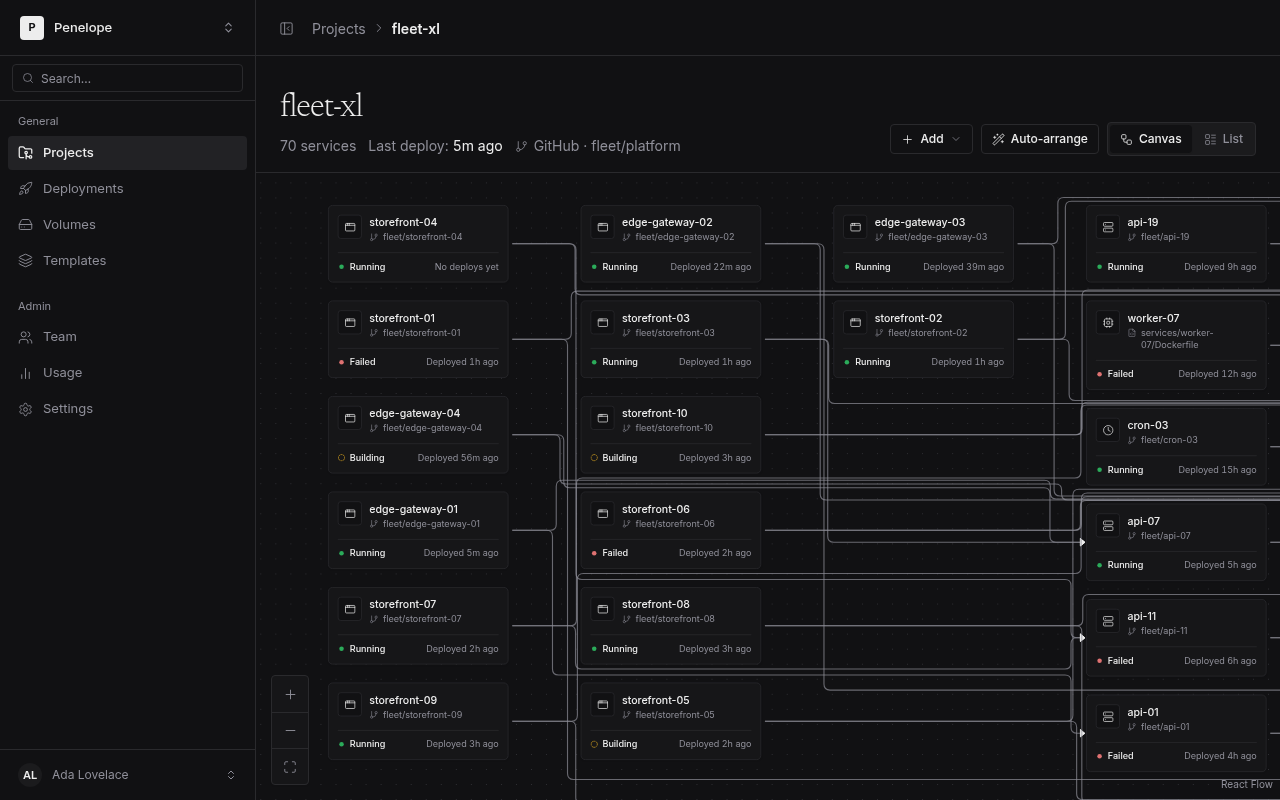 P Penelope
Search...
General
Projects
Deployments
Volumes
Templates
Admin
Team
Usage
Settings
AL Ada Lovelace
Projects > fleet-xl
fleet-xl
70 services Last deploy: 5m ago GitHub · fleet/platform
Add
Auto-arrange
Canvas
List
storefront-04
fleet/storefront-04
Running No deploys yet
edge-gateway-02
fleet/edge-gateway-02
Running Deployed 22m ago
edge-gateway-03
fleet/edge-gateway-03
Running Deployed 39m ago
api-19
fleet/api-19
Running Deployed 9h ago
storefront-01
fleet/storefront-01
Failed Deployed 1h ago
storefront-03
fleet/storefront-03
Running Deployed 1h ago
storefront-02
fleet/storefront-02
Running Deployed 1h ago
worker-07
services/worker-
07/Dockerfile
Failed Deployed 12h ago
edge-gateway-04
fleet/edge-gateway-04
Building Deployed 56m ago
storefront-10
fleet/storefront-10
Building Deployed 3h ago
cron-03
fleet/cron-03
Running Deployed 15h ago
edge-gateway-01
fleet/edge-gateway-01
Running Deployed 5m ago
storefront-06
fleet/storefront-06
Failed Deployed 2h ago
api-07
fleet/api-07
Running Deployed 5h ago
storefront-07
fleet/storefront-07
Running Deployed 2h ago
storefront-08
fleet/storefront-08
Running Deployed 3h ago
api-11
fleet/api-11
Failed Deployed 6h ago
storefront-09
fleet/storefront-09
Running Deployed 3h ago
storefront-05
fleet/storefront-05
Building Deployed 2h ago
api-01
fleet/api-01
Failed Deployed 4h ago
React Flow